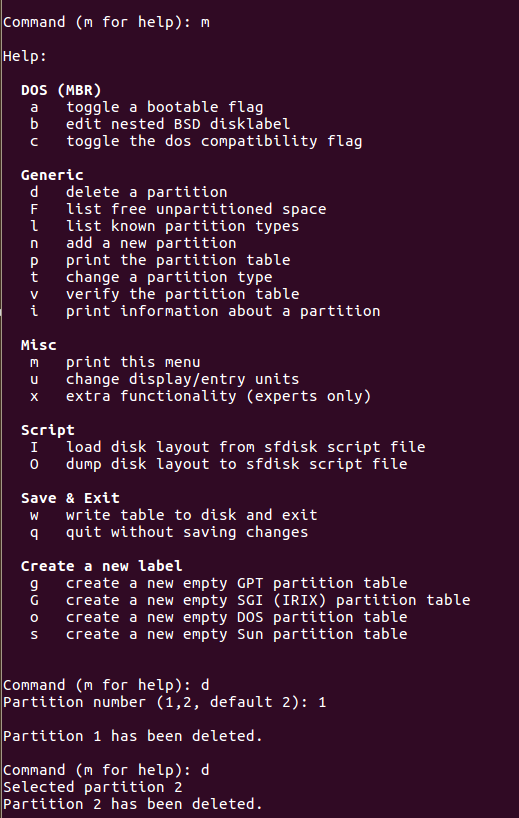 Command (m for help): m
Help:
DOS (MBR)
a toggle a bootable flag
b edit nested BSD disklabel
c toggle the dos compatibility flag
Generic
d delete a partition
F list free unpartitioned space
l list known partition types
n add a new partition
p print the partition table
t change a partition type
v verify the partition table
i print information about a partition
Misc
m print this menu
u change display/entry units
x extra functionality (experts only)
Script
I load disk layout from sfdisk script file
O dump disk layout to sfdisk script file
Save & Exit
w write table to disk and exit
q quit without saving changes
Create a new label
g create a new empty GPT partition table
G create a new empty SGI (IRIX) partition table
o create a new empty DOS partition table
s create a new empty Sun partition table
Command (m for help): d
Partition number (1,2, default 2): 1
Partition 1 has been deleted.
Command (m for help): d
Selected partition 2
Partition 2 has been deleted.